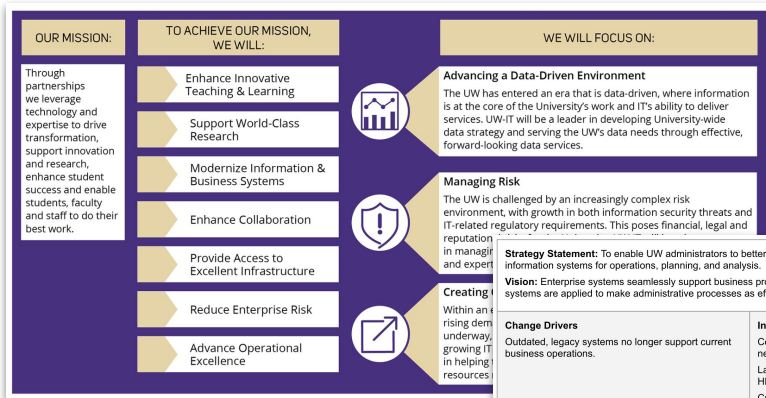 OUR MISSION:
Through
partnerships
we leverage
technology and
expertise to drive
transformation,
support innovation
and research,
enhance student
success and enable
students, faculty
and staff to do their
best work.
TO ACHIEVE OUR MISSION,
WE WILL:
Enhance Innovative
Teaching & Learning
Support World-Class
Research
Modernize Information &
Business Systems
Enhance Collaboration
Provide Access to
Excellent Infrastructure
Reduce Enterprise Risk
Advance Operational
Excellence
WE WILL FOCUS ON:
Advancing a Data-Driven Environment
The UW has entered an era that is data-driven, where information
is at the core of the University's work and IT's ability to deliver
services. UW-IT will be a leader in developing University-wide
data strategy and serving the UW's data needs through effective,
forward-looking data services.
Managing Risk
The UW is challenged by an increasingly complex risk
environment, with growth in both information security threats and
IT-related regulatory requirements. This poses financial, legal and
reputation
in managin
and expert
Creating
Within an e
rising dem
underway,
growing IT
in helping
resources
Strategy Statement: To enable UW administrators to better
information systems for operations, planning, and analysis.
Vision: Enterprise systems seamlessly support business pro
systems are applied to make administrative processes as ef
Change Drivers
Outdated, legacy systems no longer support current
business operations.
In
Co
ne
La
HI